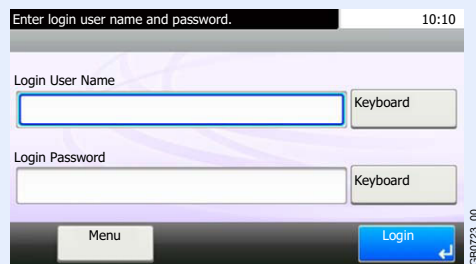 Enter login user name and password. 10:10
Login User Name
Keyboard
Login Password
Keyboard
Menu
Login
GB0723_00